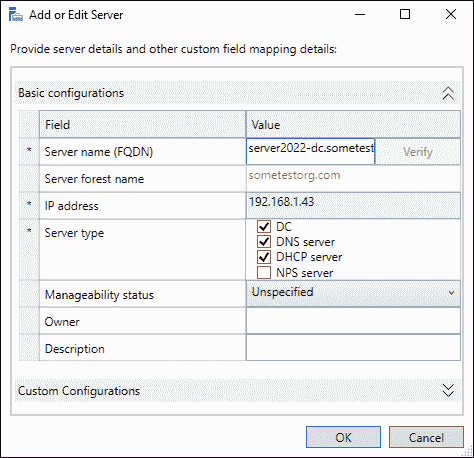 Add or Edit Server
Provide server details and other custom field mapping details:
Basic configurations
Field Value
* Server name (FQDN) server2022-dc.sometest Verify
Server forest name sometestorg.com
* IP address 192.168.1.43
* Server type DC
DNS server
DHCP server
NPS server
Manageability status Unspecified
Owner
Description
Custom Configurations
OK Cancel